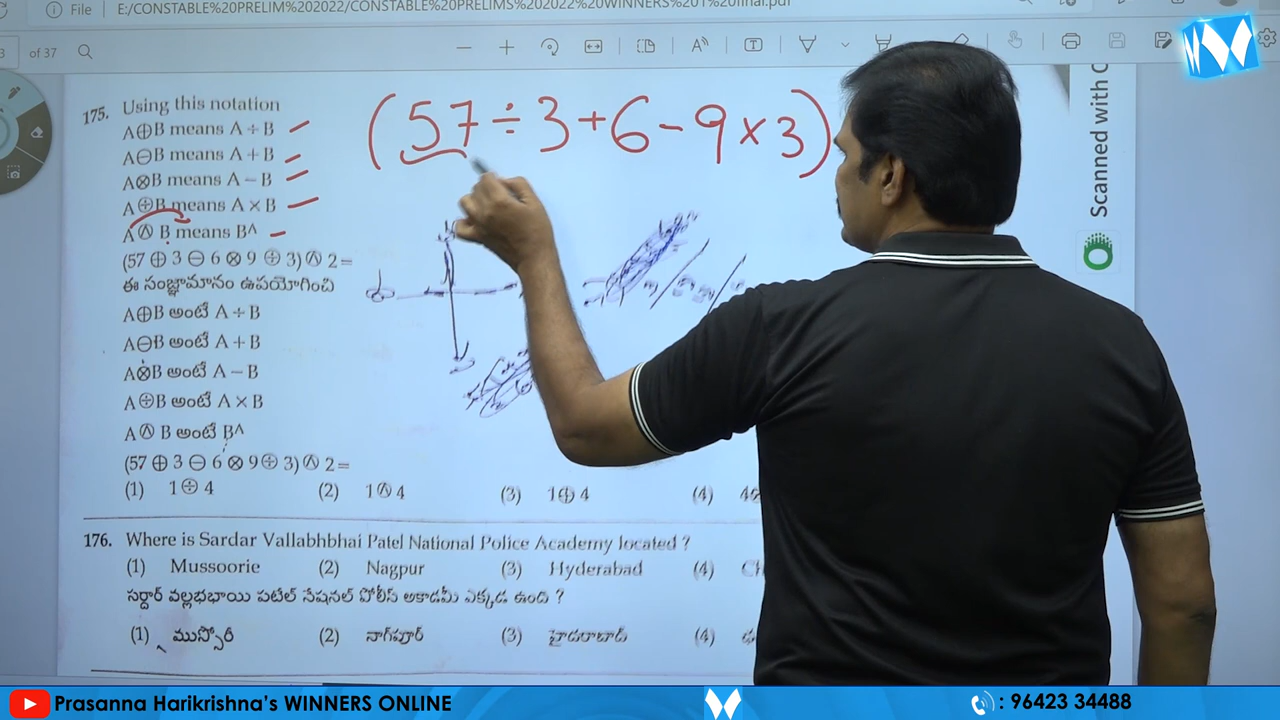 File | E:/CONSTABLE%20PRELIM%202022/CONSTABLE%20PRELIMS%202022%20WINNERS%201%20final.pdf
3 of 37
175. Using this notation
A⊕B means A ÷ B
A⊖B means A + B
A⊗B means A − B
A⊕B means A × B
A Ⓐ B means B^
(57 ⊕ 3 ⊖ 6 ⊗ 9 ⊕ 3) Ⓐ 2 =
ఈ సంజ్ఞామానం ఉపయోగించి
A⊕B అంటే A ÷ B
A⊖B అంటే A + B
A⊗B అంటే A − B
A⊕B అంటే A × B
A Ⓐ B అంటే B^
(57 ⊕ 3 ⊖ 6 ⊗ 9 ⊕ 3) Ⓐ 2 =
(1) 1 ⊕ 4 (2) 1 Ⓐ 4 (3) 1 ⊕ 4 (4)
(57 ÷ 3 + 6 − 9 × 3)
176. Where is Sardar Vallabhbhai Patel National Police Academy located ?
(1) Mussoorie (2) Nagpur (3) Hyderabad (4)
సర్దార్ వల్లభభాయి పటేల్ నేషనల్ పోలీస్ అకాడమీ ఎక్కడ ఉంది ?
(1) ముస్సోరీ (2) నాగ్‌పూర్ (3) హైదరాబాద్ (4)
Scanned with C
Prasanna Harikrishna's WINNERS ONLINE
: 96423 34488